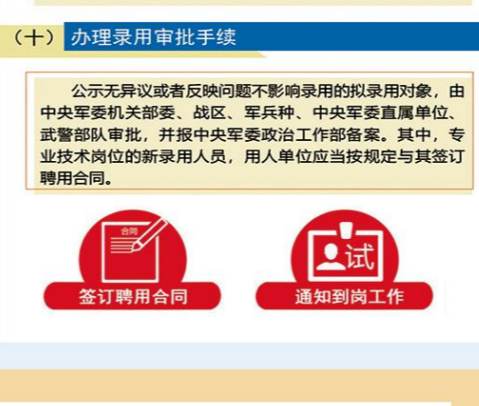 （十） 办理录用审批手续
公示无异议或者反映问题不影响录用的拟录用对象，由
中央军委机关部委、战区、军兵种、中央军委直属单位、
武警部队审批，并报中央军委政治工作部备案。其中，专
业技术岗位的新录用人员，用人单位应当按规定与其签订
聘用合同。
合同
试
签订聘用合同
通知到岗工作